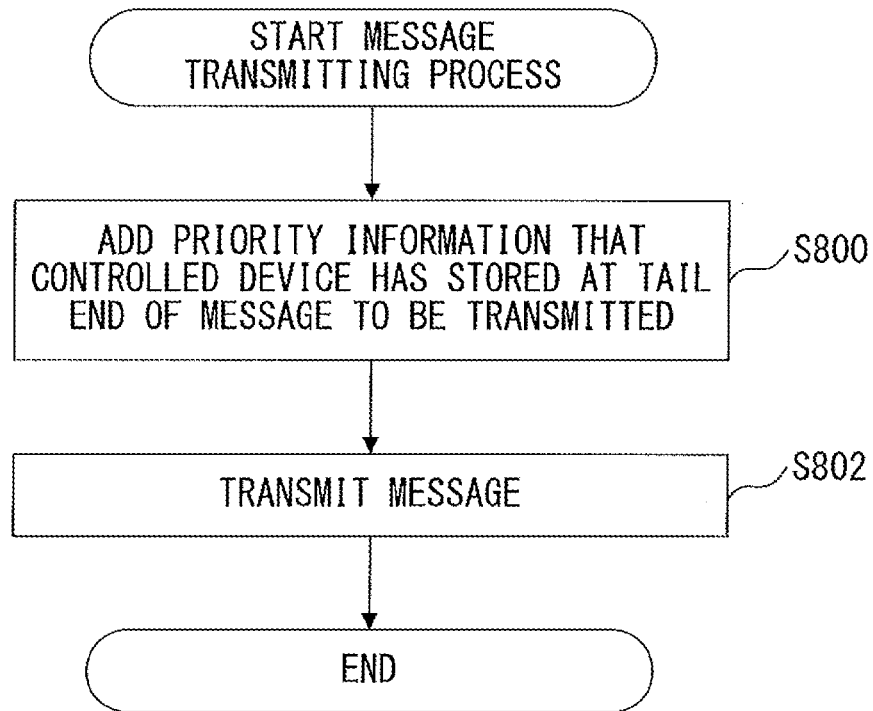 START MESSAGE
TRANSMITTING PROCESS
ADD PRIORITY INFORMATION THAT
CONTROLLED DEVICE HAS STORED AT TAIL
END OF MESSAGE TO BE TRANSMITTED
S800
TRANSMIT MESSAGE
S802
END